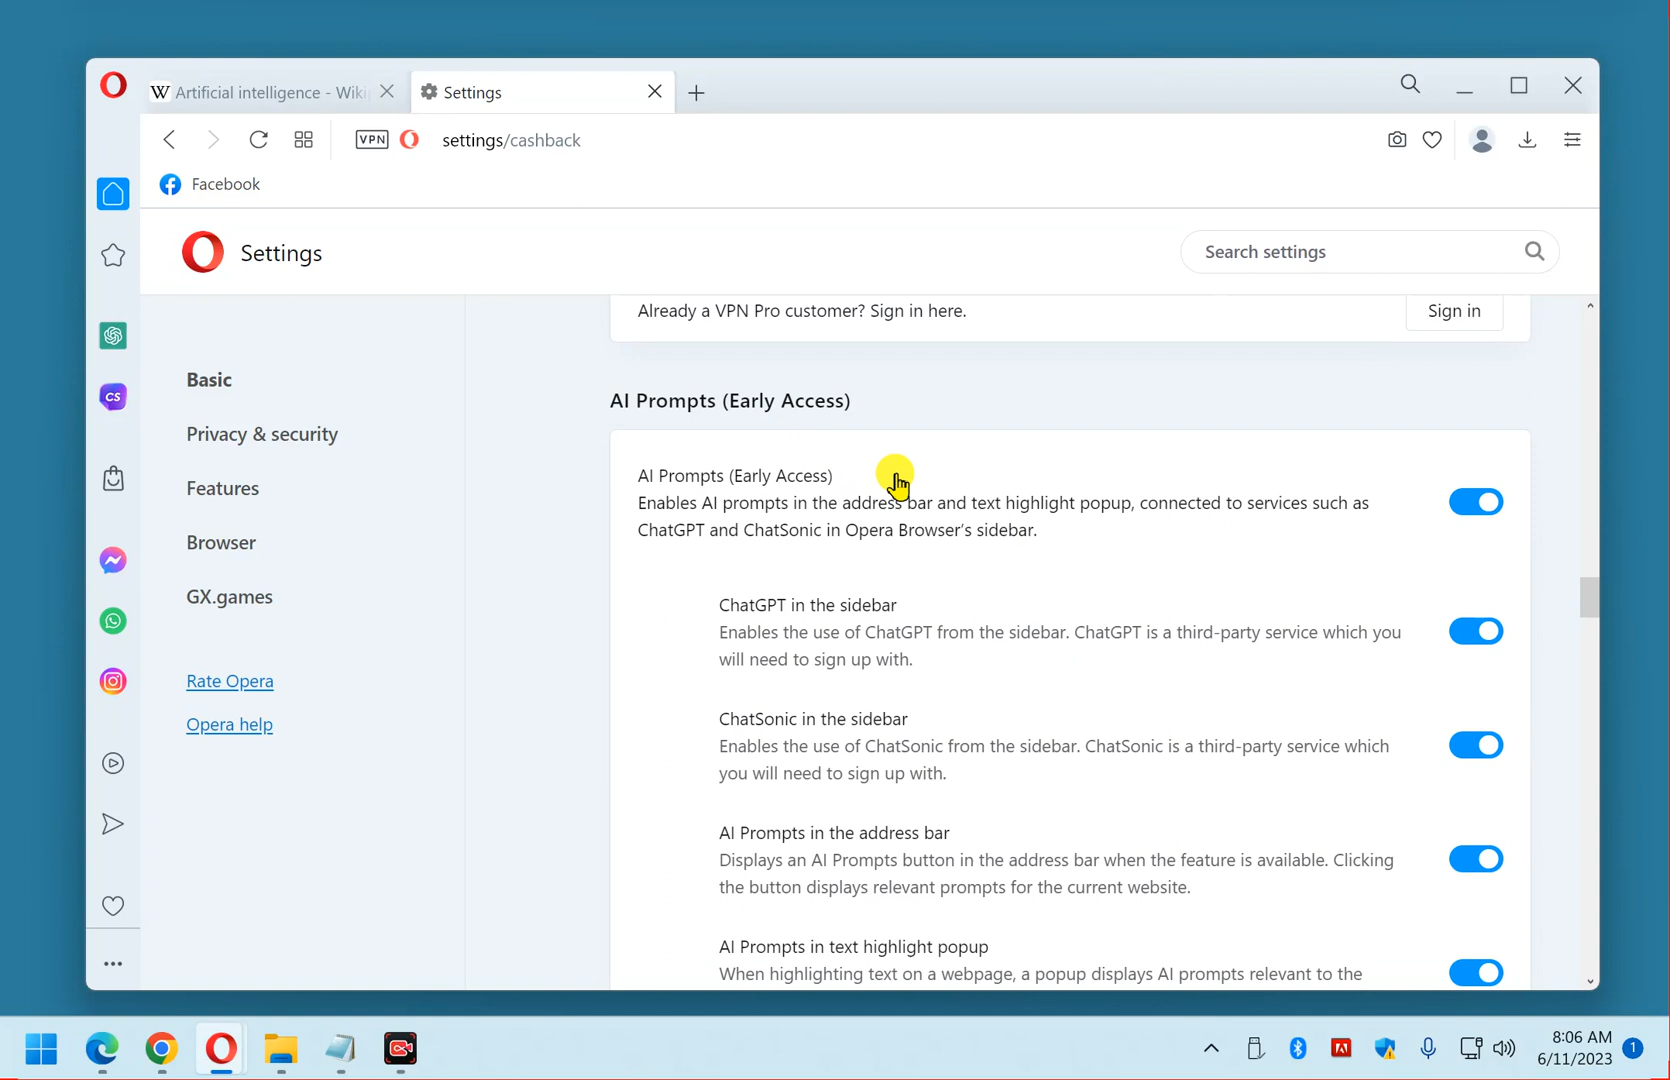 W Artificial intelligence - Wiki
Settings
VPN
settings/cashback
Facebook
Settings
Search settings
Already a VPN Pro customer? Sign in here.
Sign in
CS
Basic
Privacy & security
Features
Browser
GX.games
Rate Opera
Opera help
AI Prompts (Early Access)
AI Prompts (Early Access)
Enables AI prompts in the address bar and text highlight popup, connected to services such as
ChatGPT and ChatSonic in Opera Browser's sidebar.
ChatGPT in the sidebar
Enables the use of ChatGPT from the sidebar. ChatGPT is a third-party service which you
will need to sign up with.
ChatSonic in the sidebar
Enables the use of ChatSonic from the sidebar. ChatSonic is a third-party service which
you will need to sign up with.
AI Prompts in the address bar
Displays an AI Prompts button in the address bar when the feature is available. Clicking
the button displays relevant prompts for the current website.
AI Prompts in text highlight popup
When highlighting text on a webpage, a popup displays AI prompts relevant to the
8:06 AM
6/11/2023
1